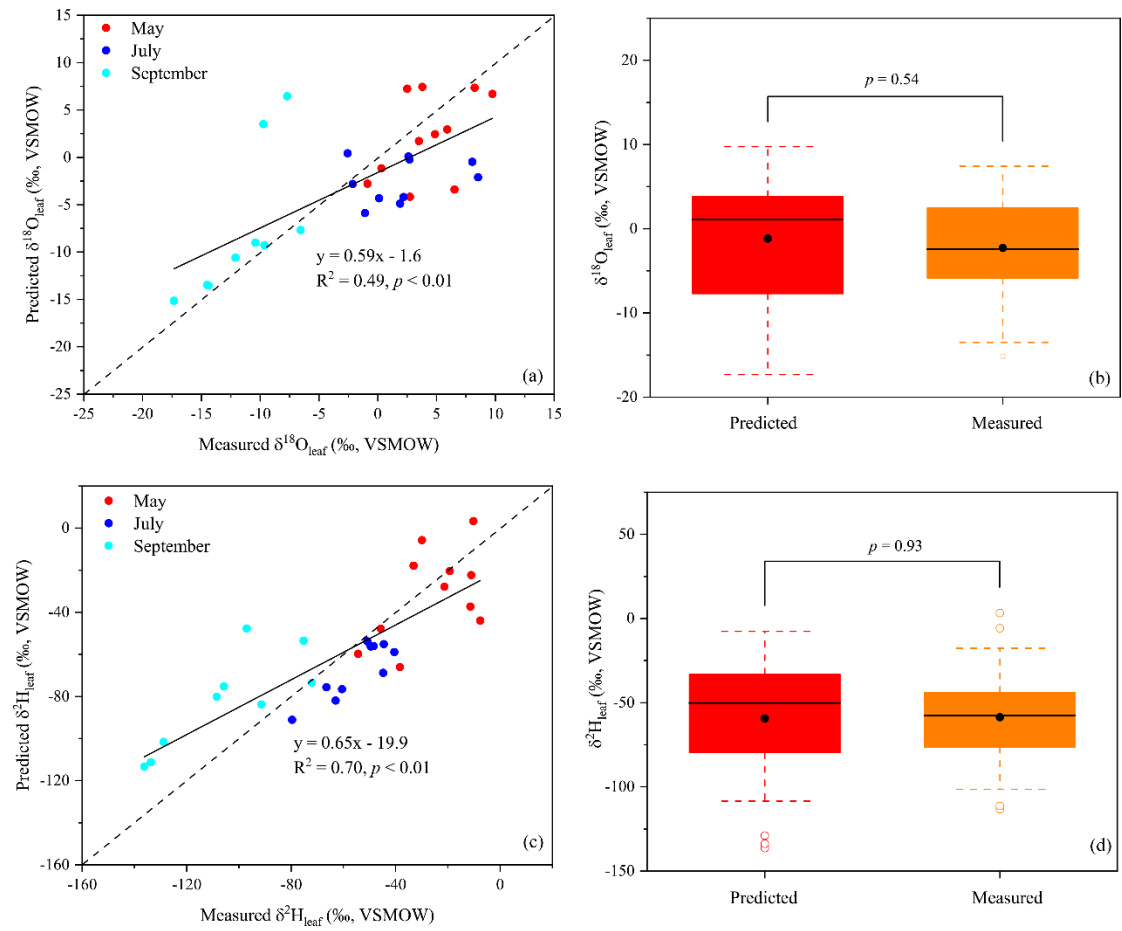 15
10
5
0
-5
-10
-15
-20
-25
Predicted δ¹⁸O_leaf (‰, VSMOW)
May
July
September
y = 0.59x - 1.6
R² = 0.49, p < 0.01
(a)
-25 -20 -15 -10 -5 0 5 10 15
Measured δ¹⁸O_leaf (‰, VSMOW)
20
10
0
-10
-20
δ¹⁸O_leaf (‰, VSMOW)
p = 0.54
(b)
Predicted Measured
0
-40
-80
-120
-160
Predicted δ²H_leaf (‰, VSMOW)
May
July
September
y = 0.65x - 19.9
R² = 0.70, p < 0.01
(c)
-160 -120 -80 -40 0
Measured δ²H_leaf (‰, VSMOW)
50
0
-50
-100
-150
δ²H_leaf (‰, VSMOW)
p = 0.93
(d)
Predicted Measured